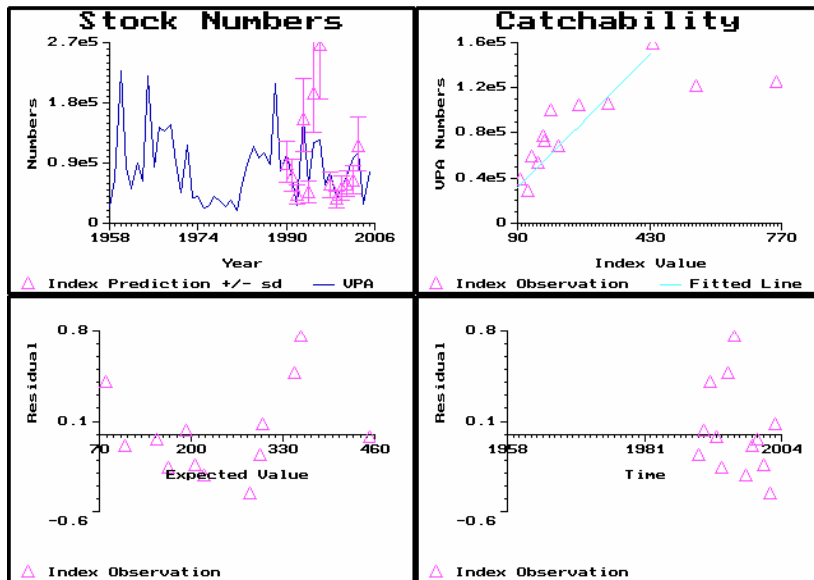 Stock Numbers
2.7e5
1.8e5
0.9e5
0
Numbers
1958 1974 1990 2006
Year
Index Prediction +/- sd VPA
Catchability
1.6e5
1.2e5
0.8e5
0.4e5
0
VPA Numbers
90 430 770
Index Value
Index Observation Fitted Line
0.8
0.1
-0.6
Residual
70 200 330 460
Expected Value
Index Observation
0.8
0.1
-0.6
Residual
1958 1981 2004
Time
Index Observation